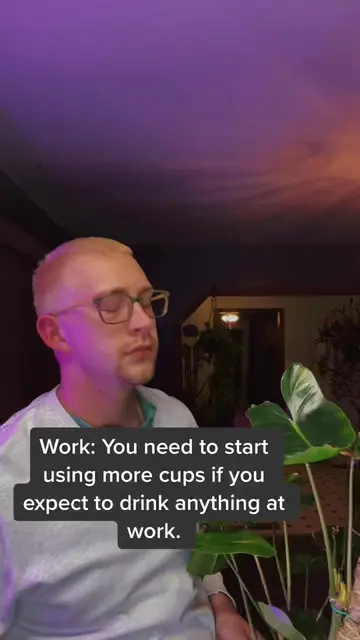 Work: You need to start
using more cups if you
expect to drink anything at
work.